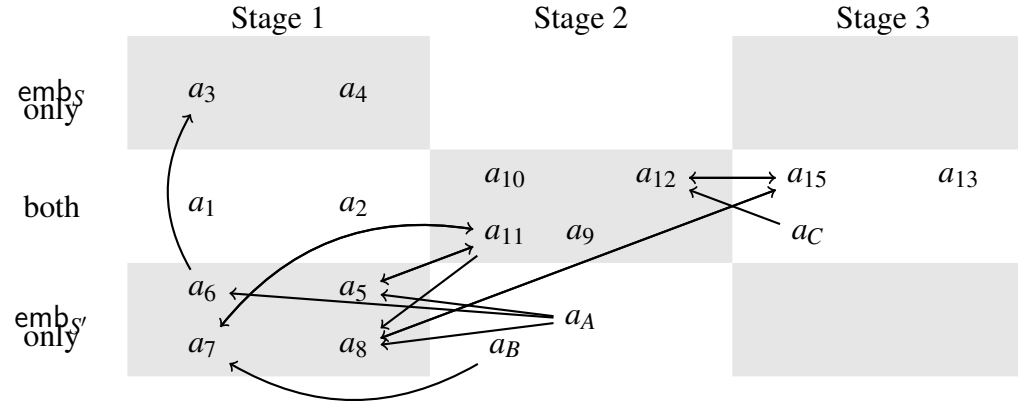 Stage 1 Stage 2 Stage 3
emb_S only
a_3 a_4
both
a_10 a_12 a_15 a_13
a_1 a_2
a_11 a_9 a_C
a_6 a_5
emb_{S'} only
a_A
a_7 a_8 a_B